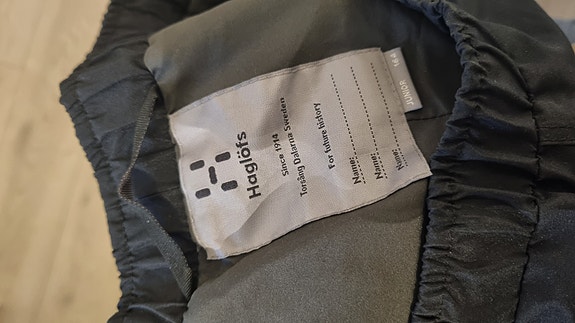 Haglöfs
Since 1914
Torsång Dalarna Sweden
For future history
Name:
Name:
Name:
JUNIOR